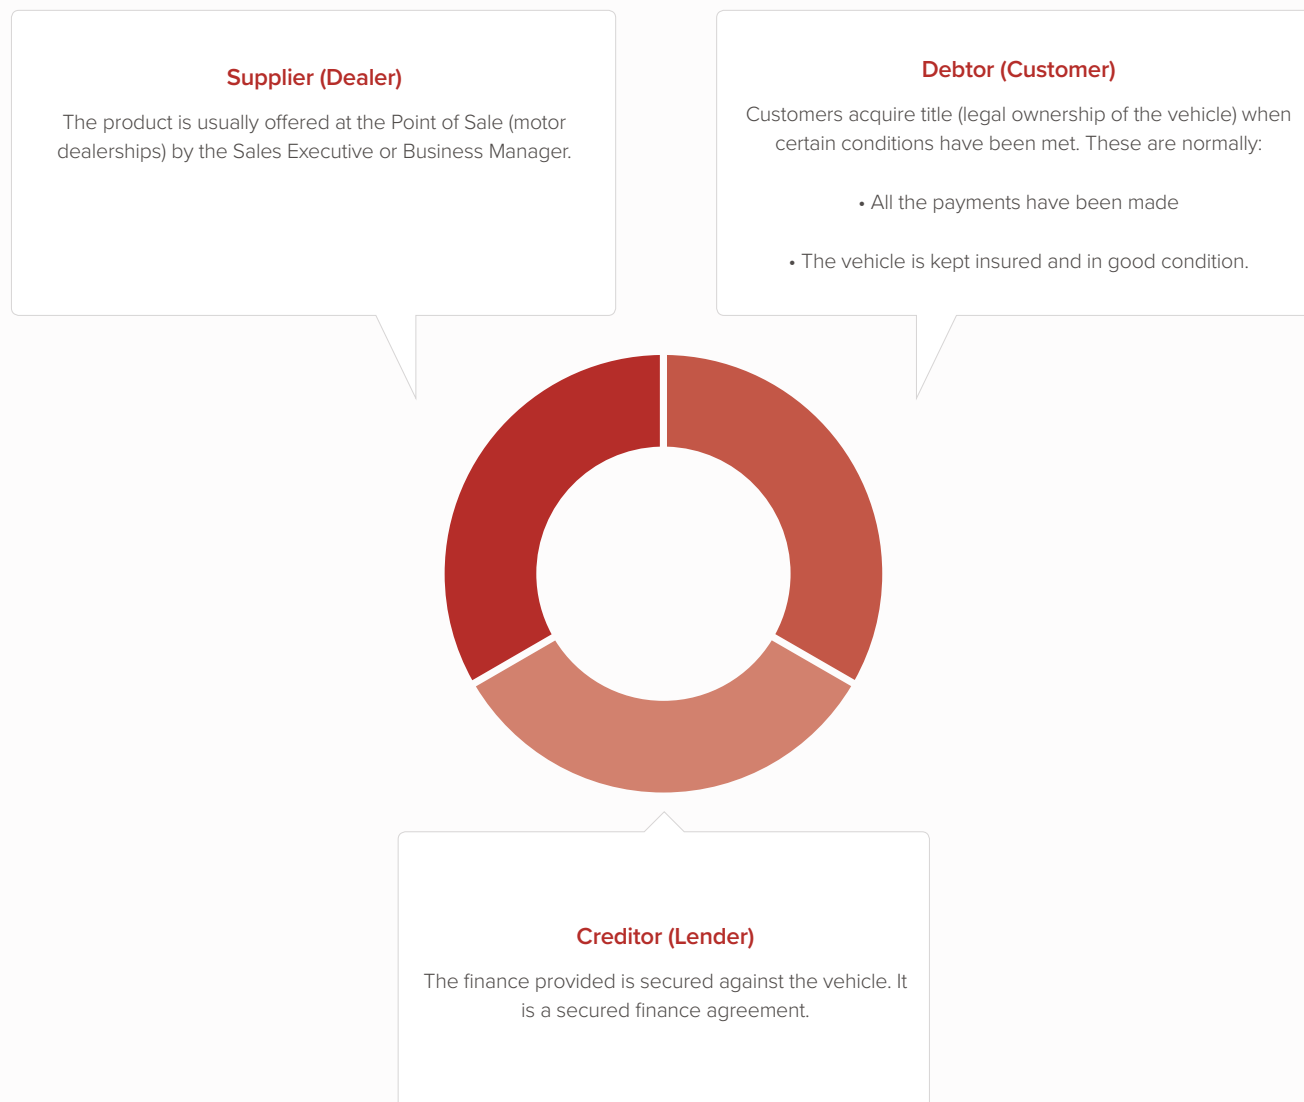 Supplier (Dealer)
The product is usually offered at the Point of Sale (motor
dealerships) by the Sales Executive or Business Manager.
Debtor (Customer)
Customers acquire title (legal ownership of the vehicle) when
certain conditions have been met. These are normally:
• All the payments have been made
• The vehicle is kept insured and in good condition.
Creditor (Lender)
The finance provided is secured against the vehicle. It
is a secured finance agreement.